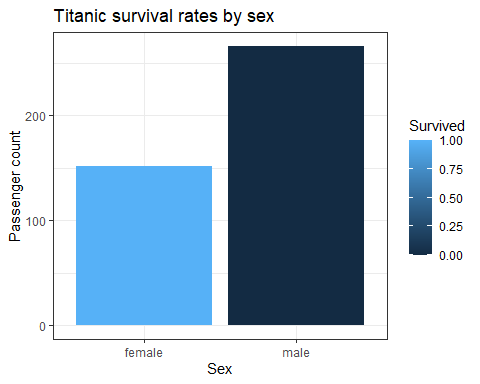 Titanic survival rates by sex
Passenger count
200
100
0
female
male
Sex
Survived
1.00
0.75
0.50
0.25
0.00